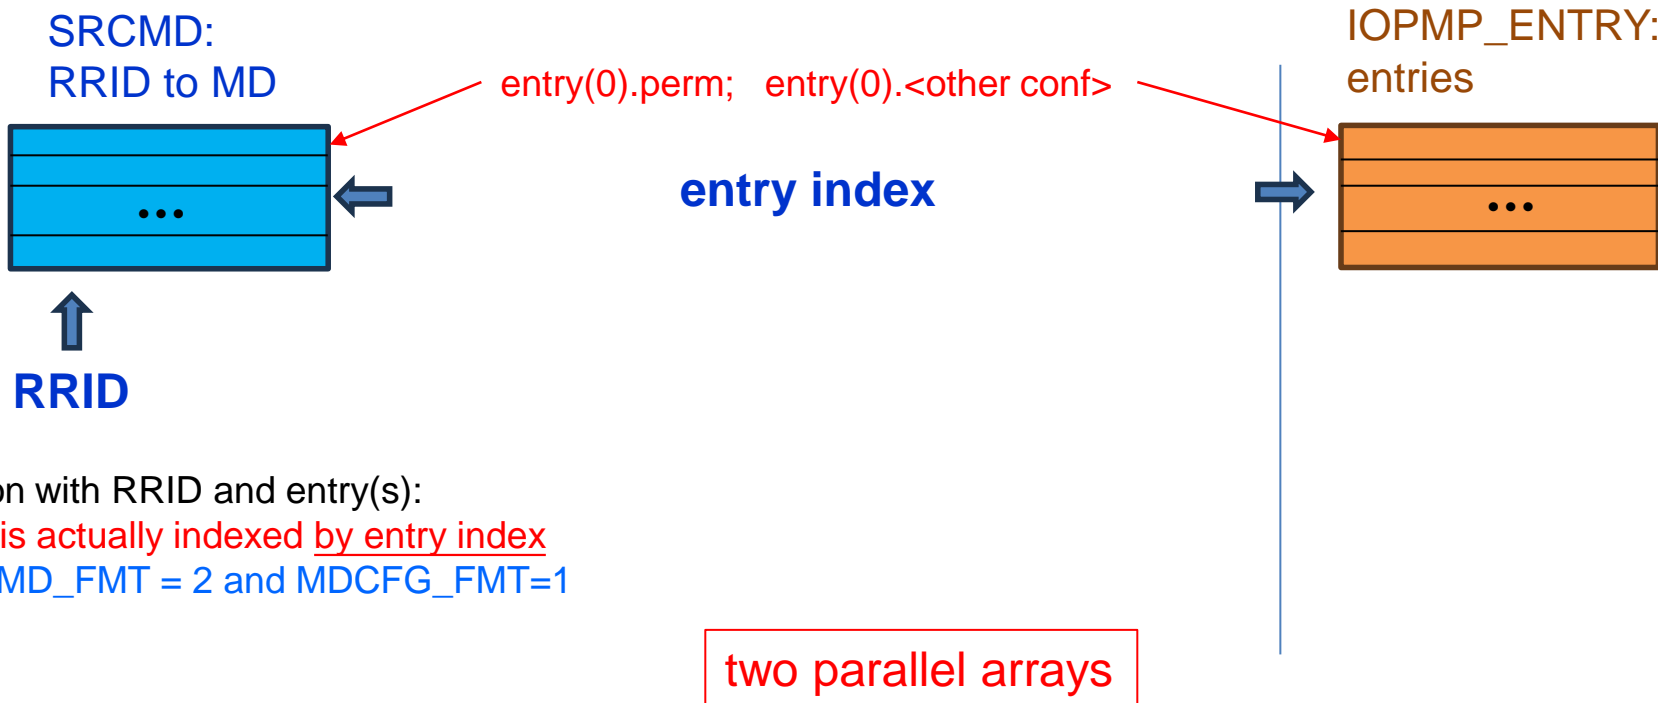 SRCMD:
RRID to MD
entry(0).perm; entry(0).<other conf>
IOPMP_ENTRY:
entries
...
entry index
...
RRID
on with RRID and entry(s):
is actually indexed by entry index
MD_FMT = 2 and MDCFG_FMT=1
two parallel arrays